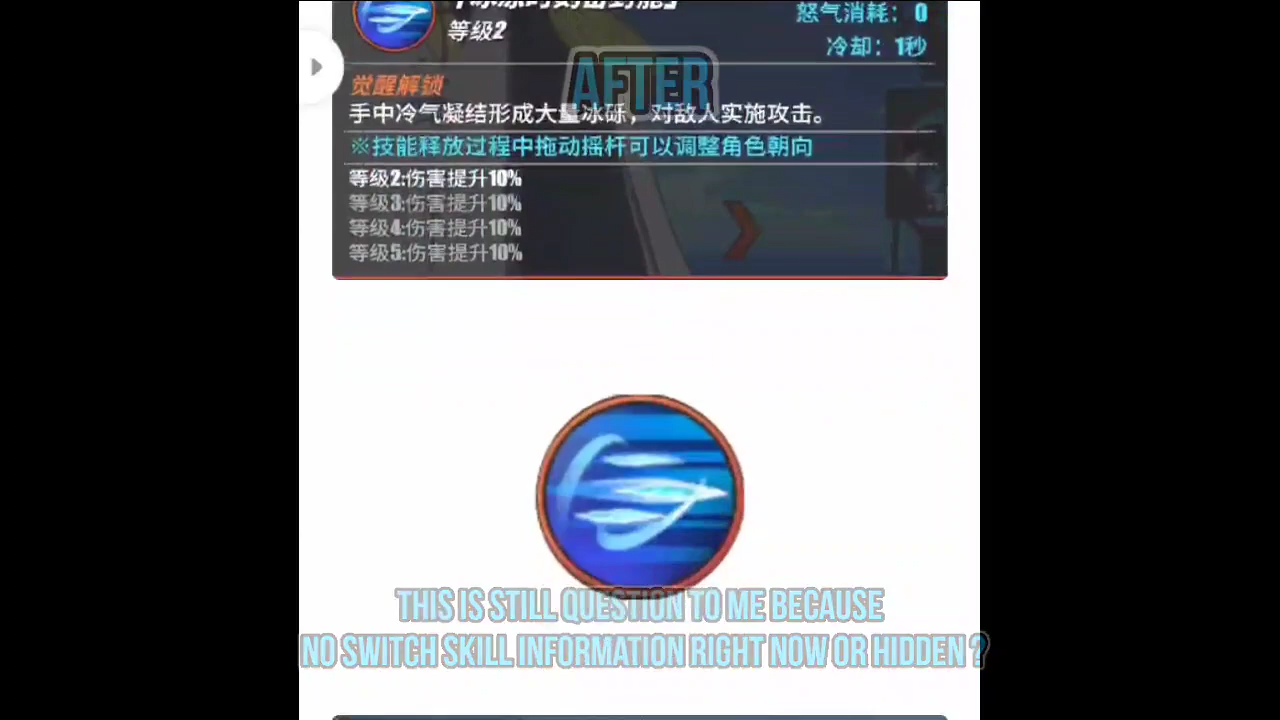 等级2
怒气消耗：0
冷却：1秒
AFTER
觉醒解锁
手中冷气凝结形成大量冰砾，对敌人实施攻击。
※技能释放过程中拖动摇杆可以调整角色朝向
等级2:伤害提升10%
等级3:伤害提升10%
等级4:伤害提升10%
等级5:伤害提升10%
THIS IS STILL QUESTION TO ME BECAUSE
NO SWITCH SKILL INFORMATION RIGHT NOW OR HIDDEN ?